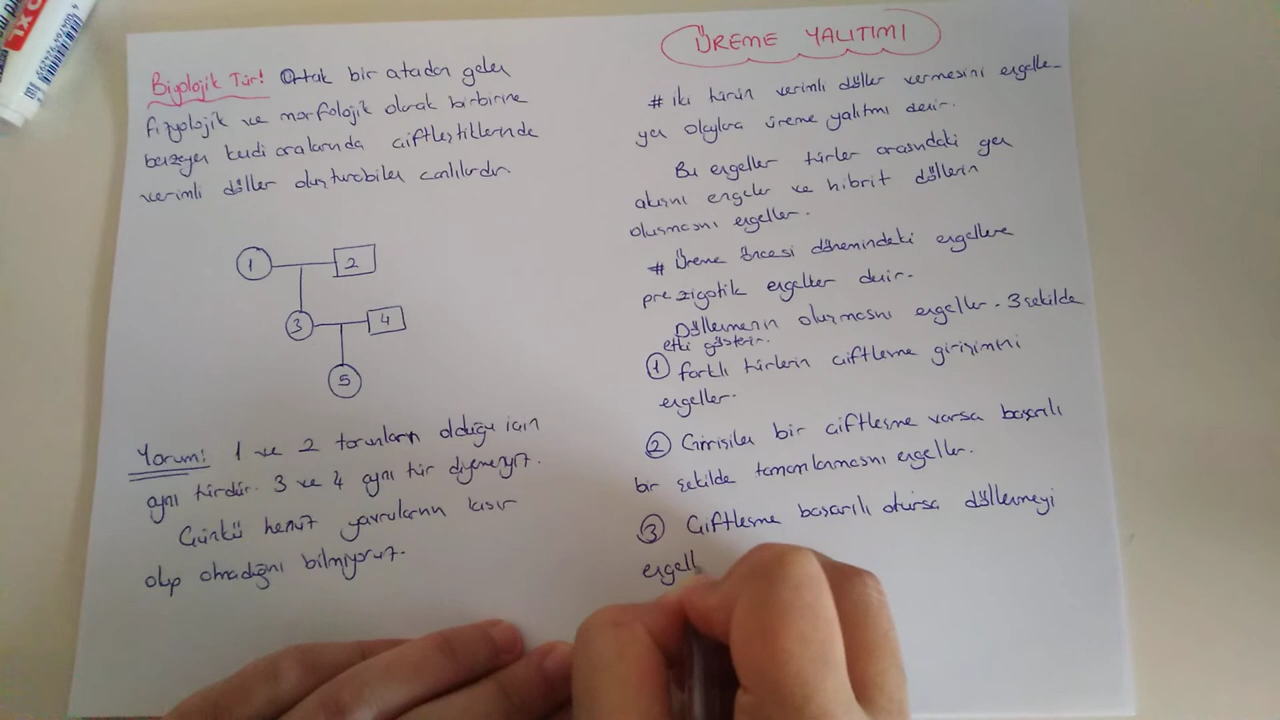 Biyolojik Tür! Ortak bir atadan gelen
fizyolojik ve morfolojik olarak birbirine
benzeyen kendi aralarında çiftleştiklerinde
verimli döller oluşturabilen canlılardır.
1
2
3
4
5
Yorum! 1 ve 2 torunların olduğu için
aynı türdür. 3 ve 4 aynı tür diyemeyiz.
Çünkü henüz yavrularının kısır
olup olmadığını bilmiyoruz.
ÜREME YALITIMI
# iki türün verimli döller vermesini engelle-
yen olaylara üreme yalıtımı denir.
Bu engeller türler arasındaki gen
akışını engeller ve hibrit döllerin
oluşmasını engeller.
# Üreme öncesi dönemindeki engellere
prezigotik engeller denir.
Döllenmenin oluşmasını engeller. 3 şekilde
etki gösterir.
① farklı türlerin çiftleşme girişimini
engeller.
② Girişilen bir çiftleşme varsa başarılı
bir şekilde tamamlanmasını engeller.
③ Çiftleşme başarılı olursa döllenmeyi
engell